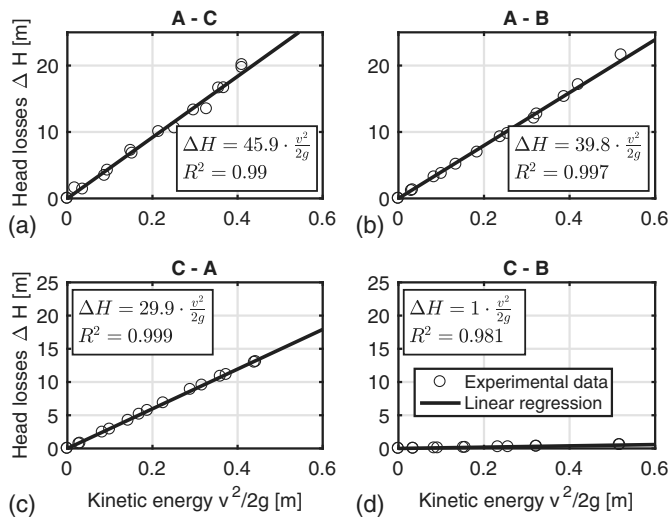 A - C
A - B
Head losses Δ H [m]
20
10
0
ΔH = 45.9 · v²/2g
R² = 0.99
0 0.2 0.4 0.6
(a)
20
10
0
ΔH = 39.8 · v²/2g
R² = 0.997
0 0.2 0.4 0.6
(b)
C - A
C - B
Head losses Δ H [m]
25
20
15
10
5
0
ΔH = 29.9 · v²/2g
R² = 0.999
0 0.2 0.4 0.6
(c)
Kinetic energy v²/2g [m]
25
20
15
10
5
0
ΔH = 1 · v²/2g
R² = 0.981
Experimental data
Linear regression
0 0.2 0.4 0.6
(d)
Kinetic energy v²/2g [m]